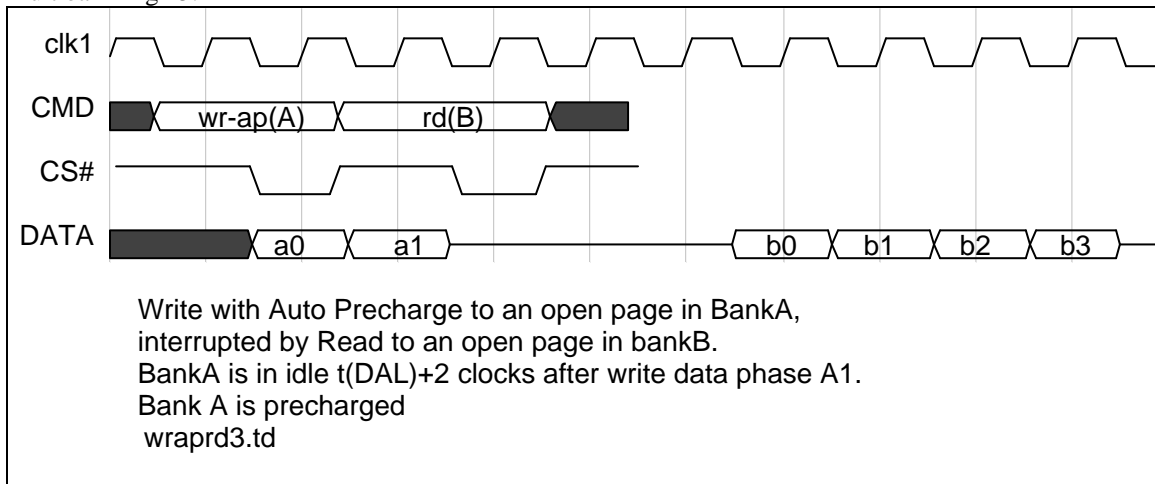 clk1
CMD wr-ap(A) rd(B)
CS#
DATA a0 a1 b0 b1 b2 b3
Write with Auto Precharge to an open page in BankA,
interrupted by Read to an open page in bankB.
BankA is in idle t(DAL)+2 clocks after write data phase A1.
Bank A is precharged
wraprd3.td